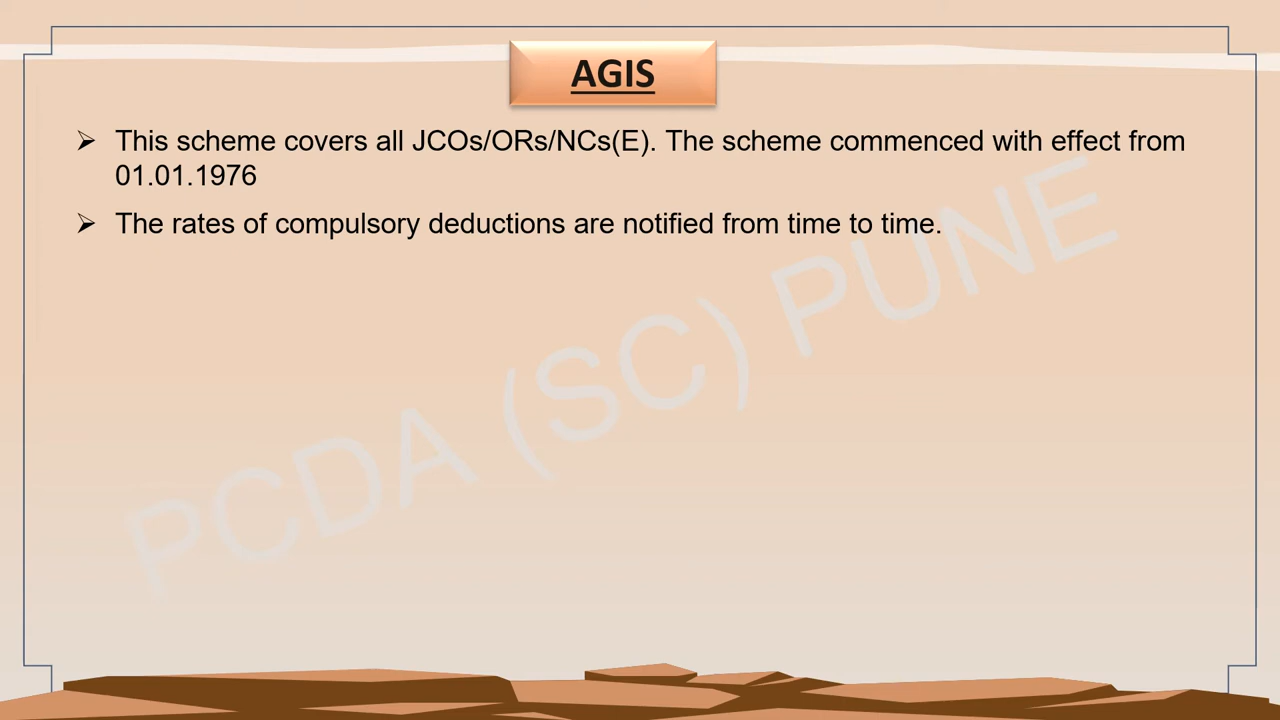 AGIS
➢ This scheme covers all JCOs/ORs/NCs(E). The scheme commenced with effect from
01.01.1976
➢ The rates of compulsory deductions are notified from time to time.
PCDA (SC) PUNE